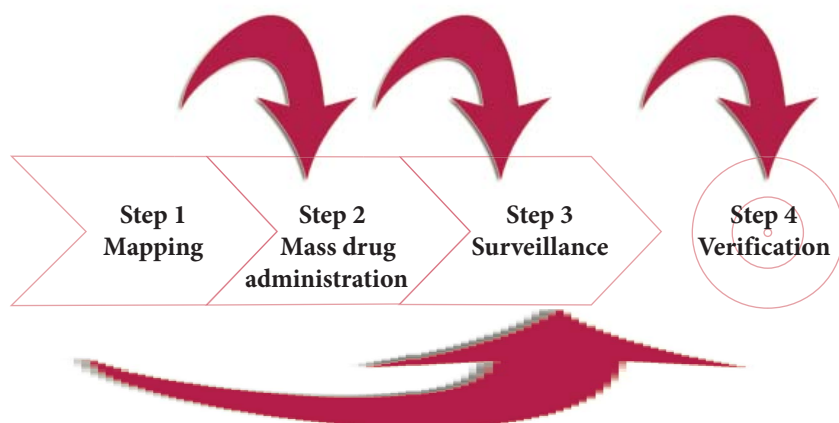 Step 1
Mapping
Step 2
Mass drug
administration
Step 3
Surveillance
Step 4
Verification